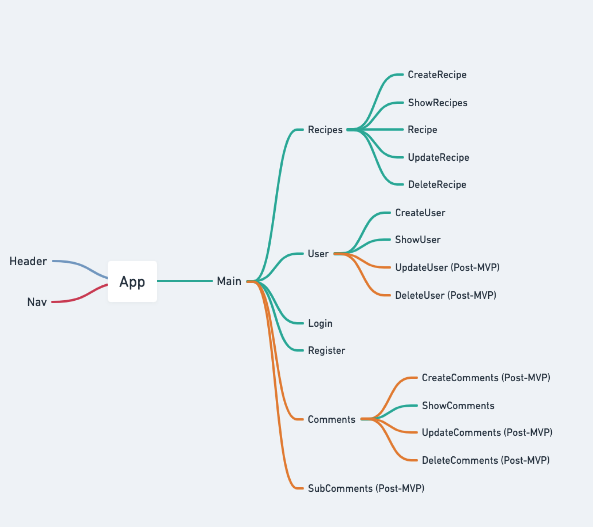 Header
Nav
App
Main
Recipes
CreateRecipe
ShowRecipes
Recipe
UpdateRecipe
DeleteRecipe
User
CreateUser
ShowUser
UpdateUser (Post-MVP)
DeleteUser (Post-MVP)
Login
Register
Comments
CreateComments (Post-MVP)
ShowComments
UpdateComments (Post-MVP)
DeleteComments (Post-MVP)
SubComments (Post-MVP)